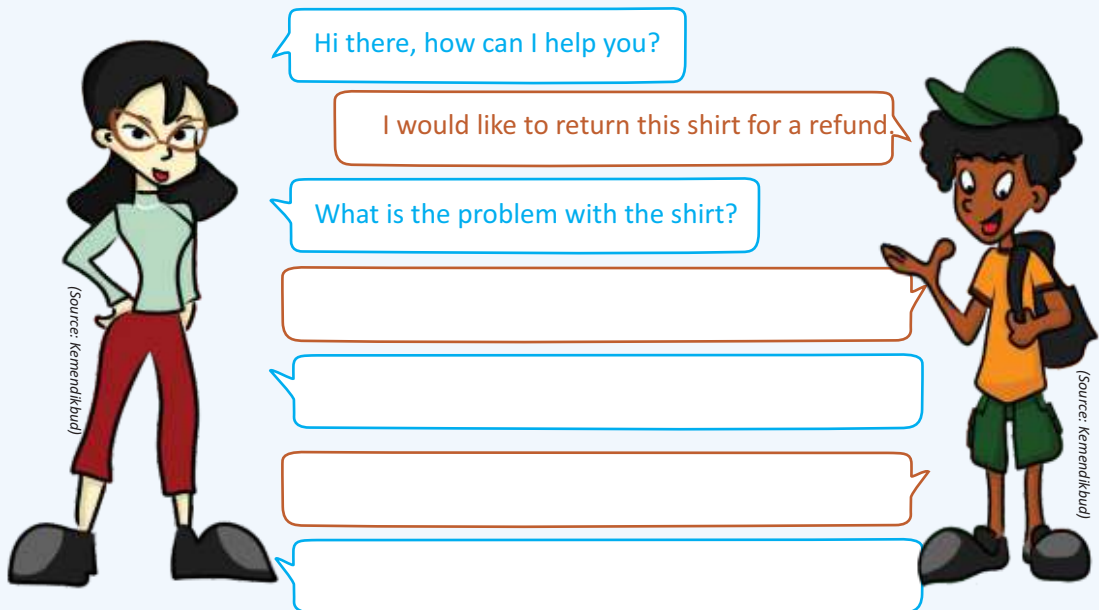 Hi there, how can I help you?
I would like to return this shirt for a refund.
What is the problem with the shirt?
(Source: Kemendikbud)
(Source: Kemendikbud)